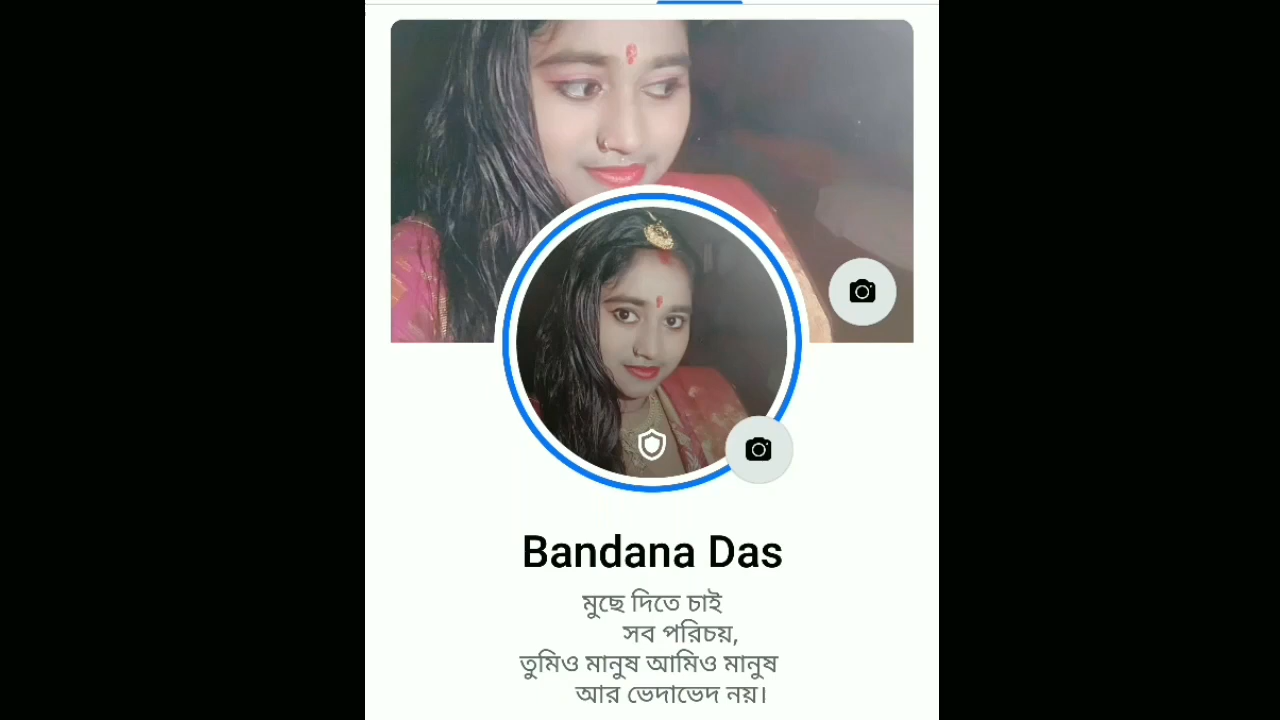 Bandana Das
মুছে দিতে চাই
সব পরিচয়,
তুমিও মানুষ আমিও মানুষ
আর ভেদাভেদ নয়।